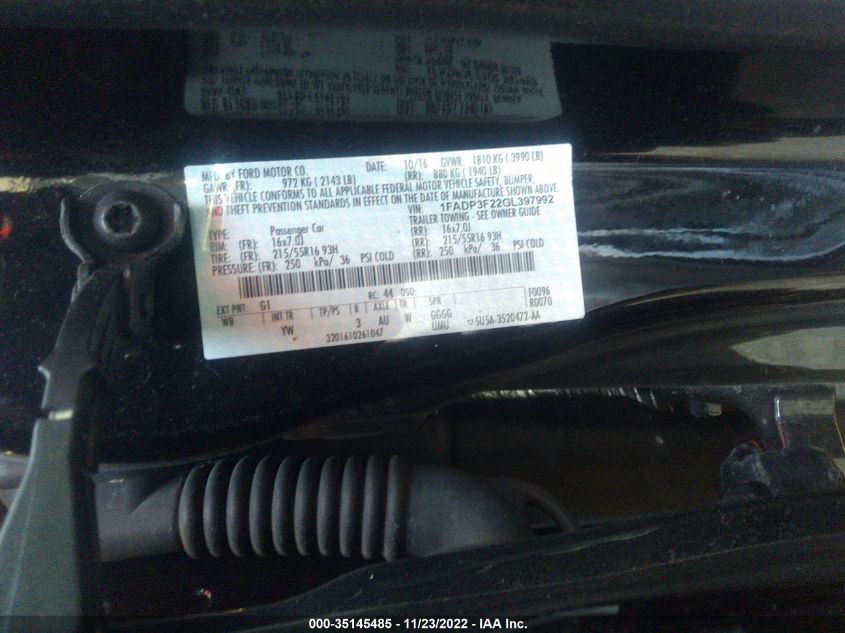 MFD. BY FORD MOTOR CO. DATE: 10/16 GVWR: 1810 KG (3990 LB)
GAWR (FR): 972 KG (2143 LB) (RR): 880 KG (1940 LB)
THIS VEHICLE CONFORMS TO ALL APPLICABLE FEDERAL MOTOR VEHICLE SAFETY, BUMPER,
AND THEFT PREVENTION STANDARDS IN EFFECT ON THE DATE OF MANUFACTURE SHOWN ABOVE.
VIN: 1FADP3F22GL397992
TYPE: Passenger Car TRAILER TOWING - SEE OWNER GUIDE
RIM: (FR): 16x7.0J (RR): 16x7.0J
TIRE: (FR): 215/55R16 93H (RR): 215/55R16 93H
PRESSURE: (FR): 250 kPa/ 36 PSI COLD (RR): 250 kPa/ 36 PSI COLD
EXT PNT: G1 RC: 44 DSO: F0096
WB INT TR TP/PS R AXLE TR SPR R0070
YW 3 AU W GGGG
UMU 5U5A-3520472-AA
3201610261047
000-35145485 - 11/23/2022 - IAA Inc.